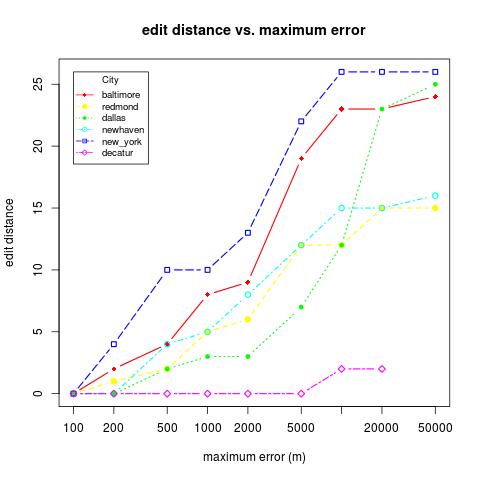 edit distance vs. maximum error
City
baltimore
redmond
dallas
newhaven
new_york
decatur
edit distance
25
20
15
10
5
0
100 200 500 1000 2000 5000 20000 50000
maximum error (m)